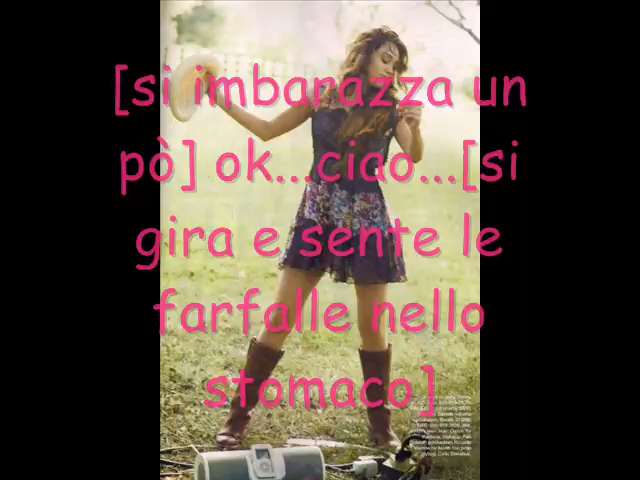 [si imbarazza un
pò] ok...ciao...[si
gira e sente le
farfalle nello
stomaco]